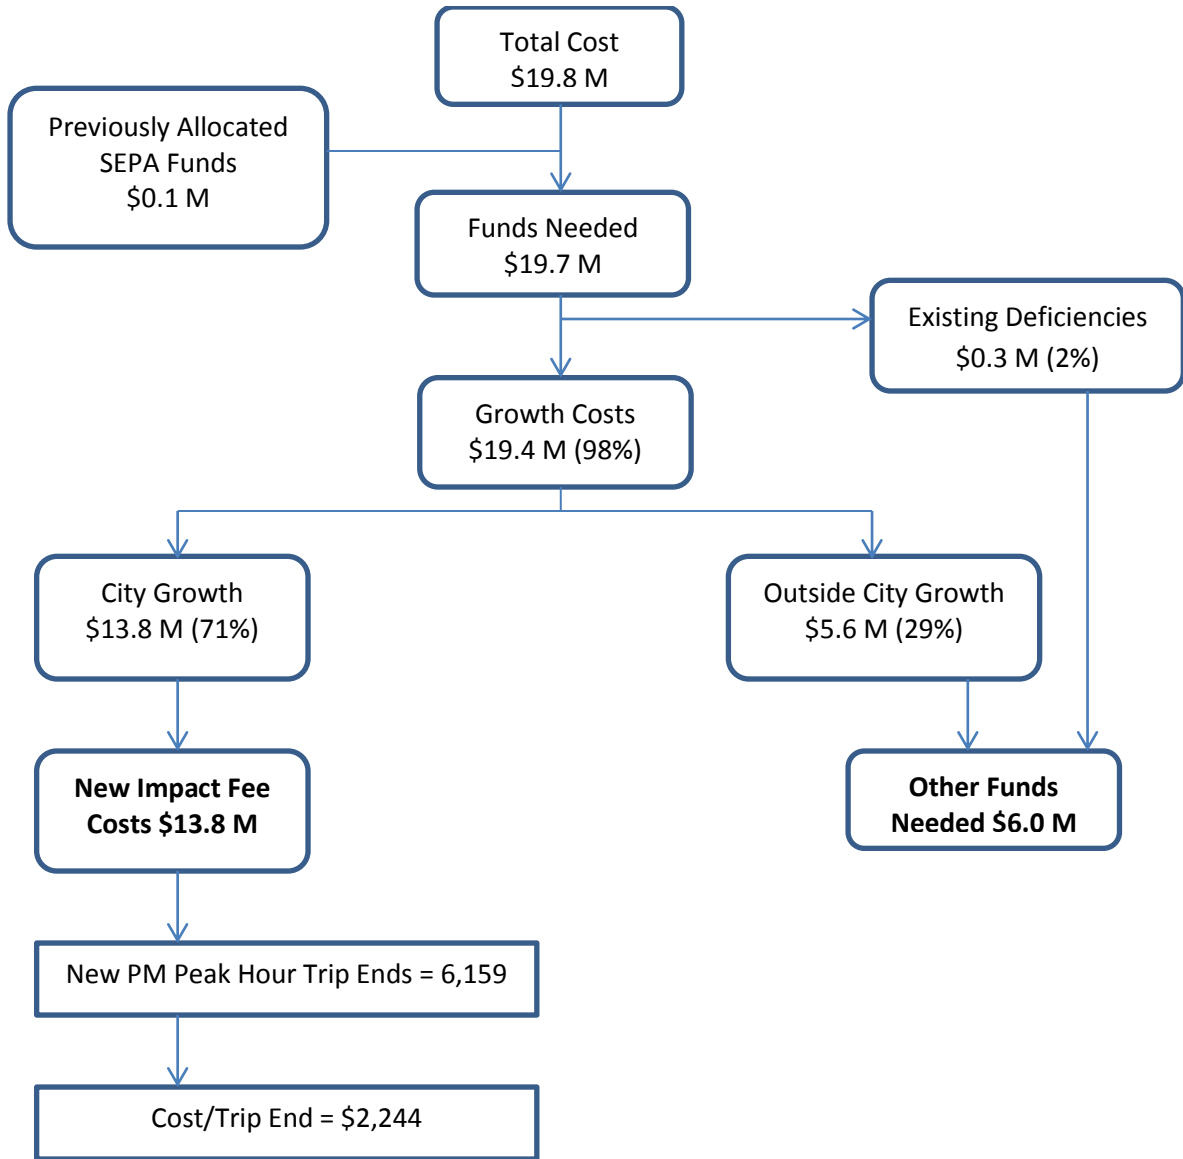 Total Cost
$19.8 M
Previously Allocated
SEPA Funds
$0.1 M
Funds Needed
$19.7 M
Existing Deficiencies
$0.3 M (2%)
Growth Costs
$19.4 M (98%)
City Growth
$13.8 M (71%)
Outside City Growth
$5.6 M (29%)
New Impact Fee
Costs $13.8 M
Other Funds
Needed $6.0 M
New PM Peak Hour Trip Ends = 6,159
Cost/Trip End = $2,244